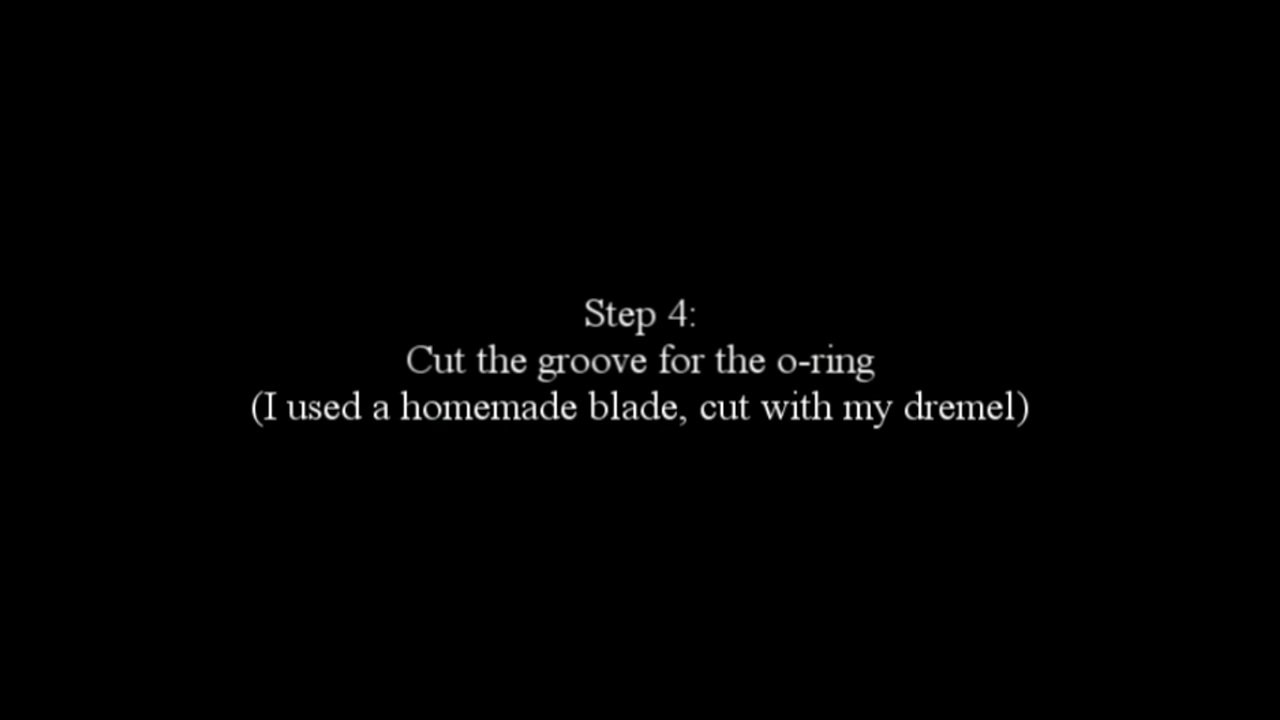 Step 4:
Cut the groove for the o-ring
(I used a homemade blade, cut with my dremel)